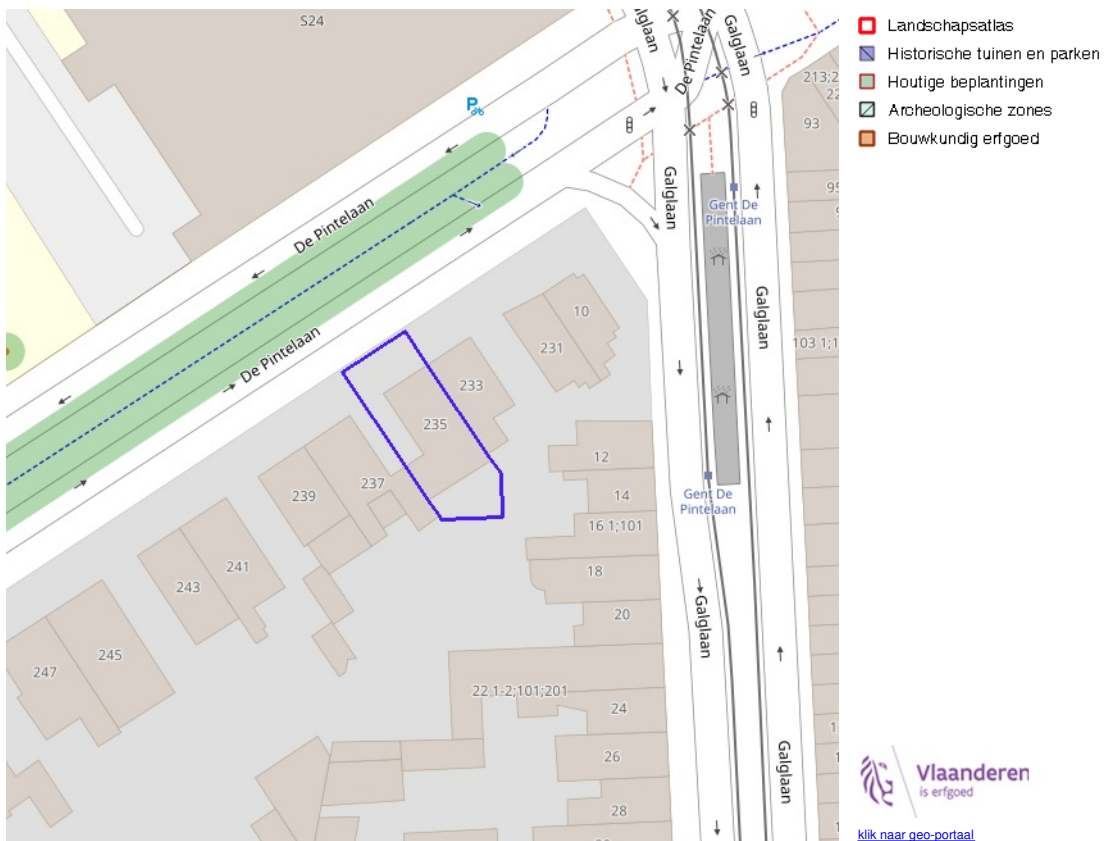 S24
Galglaan
De Pintelaan
Galglaan
213;2
22
93
P
De Pintelaan
Galglaan
95
Gent De
Pintelaan
De Pintelaan
Galglaan
10
231
103 1;1
233
235
12
239
237
14
Gent De
Pintelaan
16 1;101
241
243
18
Galglaan
20
245
247
22 1-2;101;201
24
26
Galglaan
28
Landschapsatlas
Historische tuinen en parken
Houtige beplantingen
Archeologische zones
Bouwkundig erfgoed
Vlaanderen
is erfgoed
klik naar geo-portaal